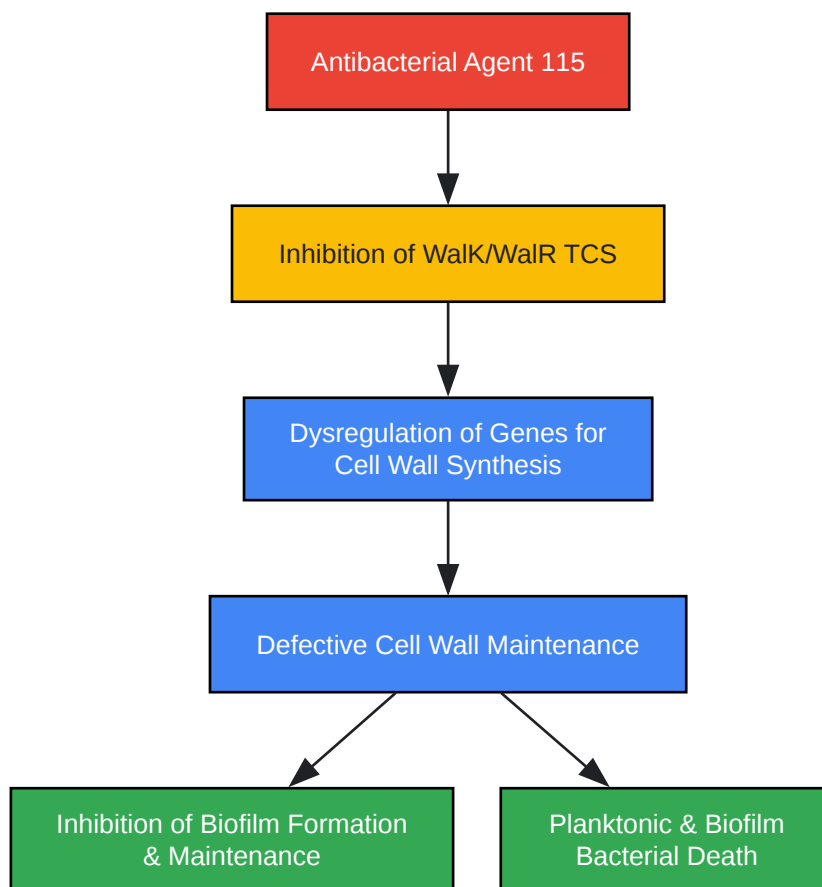 Antibacterial Agent 115
Inhibition of WalK/WalR TCS
Dysregulation of Genes for
Cell Wall Synthesis
Defective Cell Wall Maintenance
Inhibition of Biofilm Formation
& Maintenance
Planktonic & Biofilm
Bacterial Death